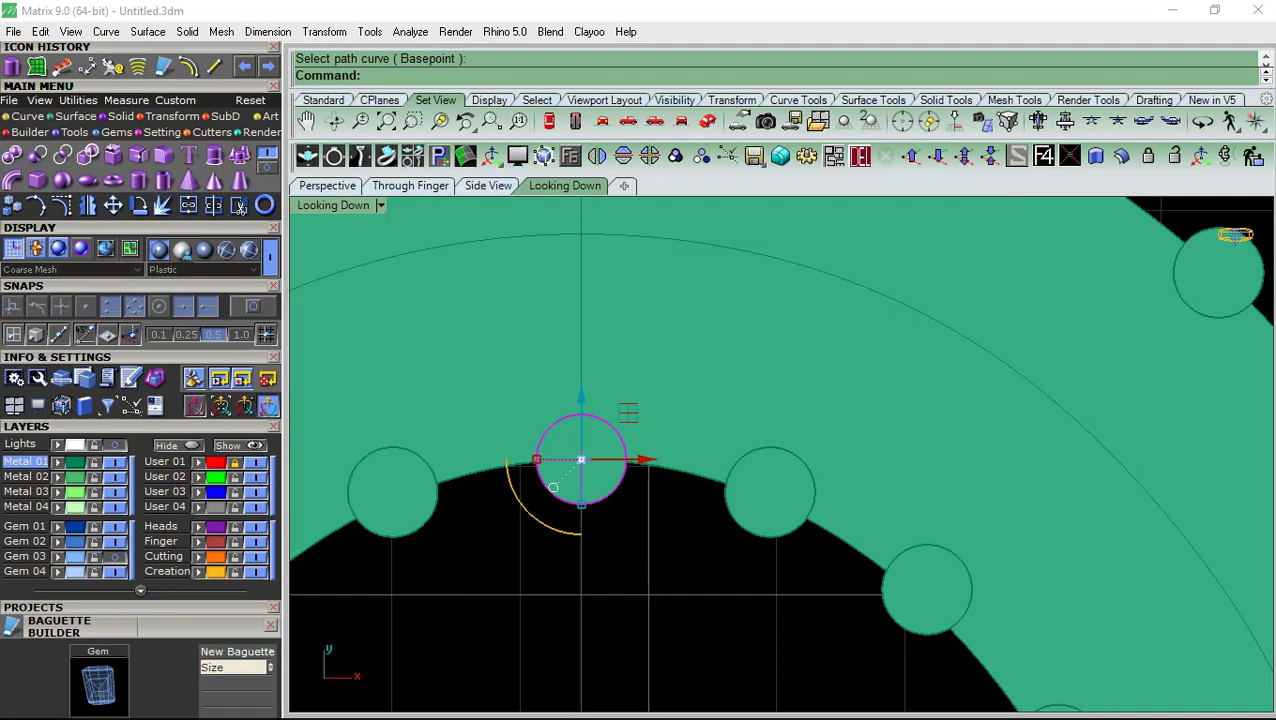 Matrix 9.0 (64-bit) - Untitled.3dm
File Edit View Curve Surface Solid Mesh Dimension Transform Tools Analyze Render Rhino 5.0 Blend Clayoo Help
ICON HISTORY
Select path curve ( Basepoint ):
Command:
MAIN MENU
File View Utilities Measure Custom Reset
Standard CPlanes Set View Display Select Viewport Layout Visibility Transform Curve Tools Surface Tools Solid Tools Mesh Tools Render Tools Drafting New in V5
Curve Surface Solid Transform SubD Art
Builder Tools Gems Setting Cutters Render
Perspective Through Finger Side View Looking Down
Looking Down
DISPLAY
Coarse Mesh Plastic
SNAPS
0.1 0.25 0.5 1.0
INFO & SETTINGS
LAYERS
Lights Hide Show
Metal 01 User 01
Metal 02 User 02
Metal 03 User 03
Metal 04 User 04
Gem 01 Heads
Gem 02 Finger
Gem 03 Cutting
Gem 04 Creation
PROJECTS
BAGUETTE BUILDER
Gem New Baguette
Size
y
x